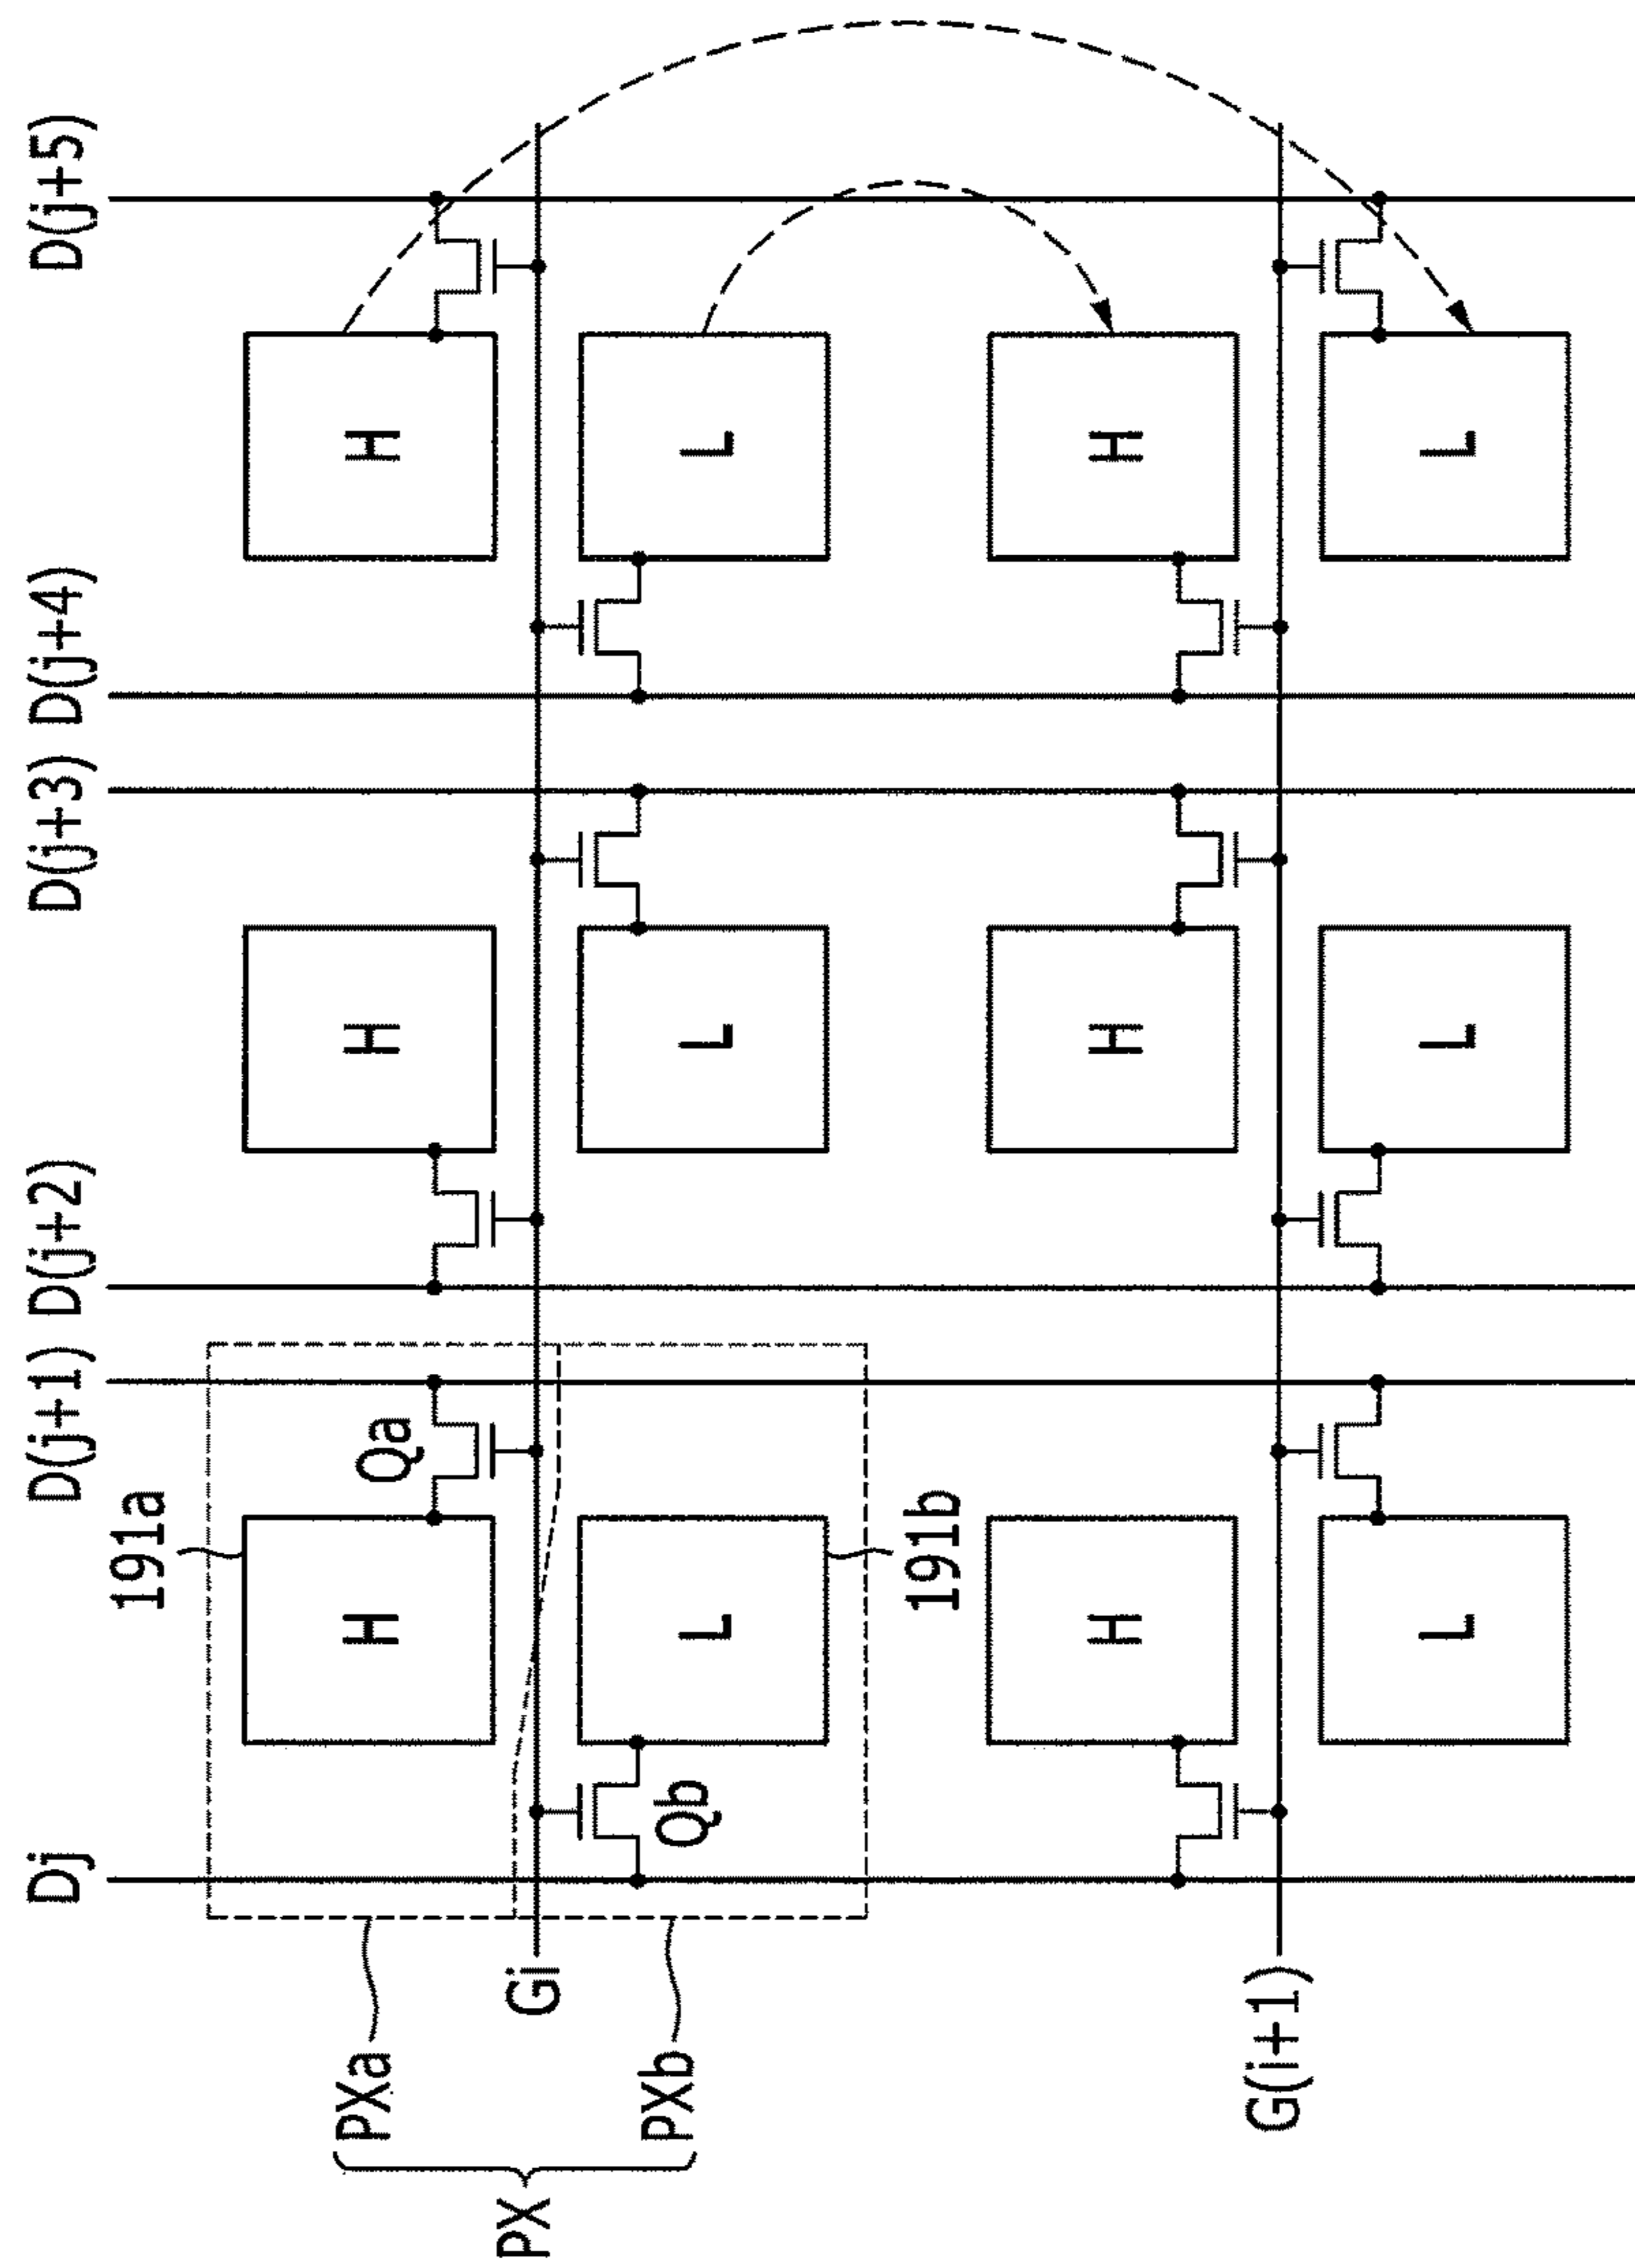 Dj
D(j+1)
D(j+2)
D(j+3)
D(j+4)
D(j+5)
191a
PXa
H
Qa
H
H
PX
Gi
PXb
Qb
L
L
L
191b
H
H
H
G(i+1)
L
L
L